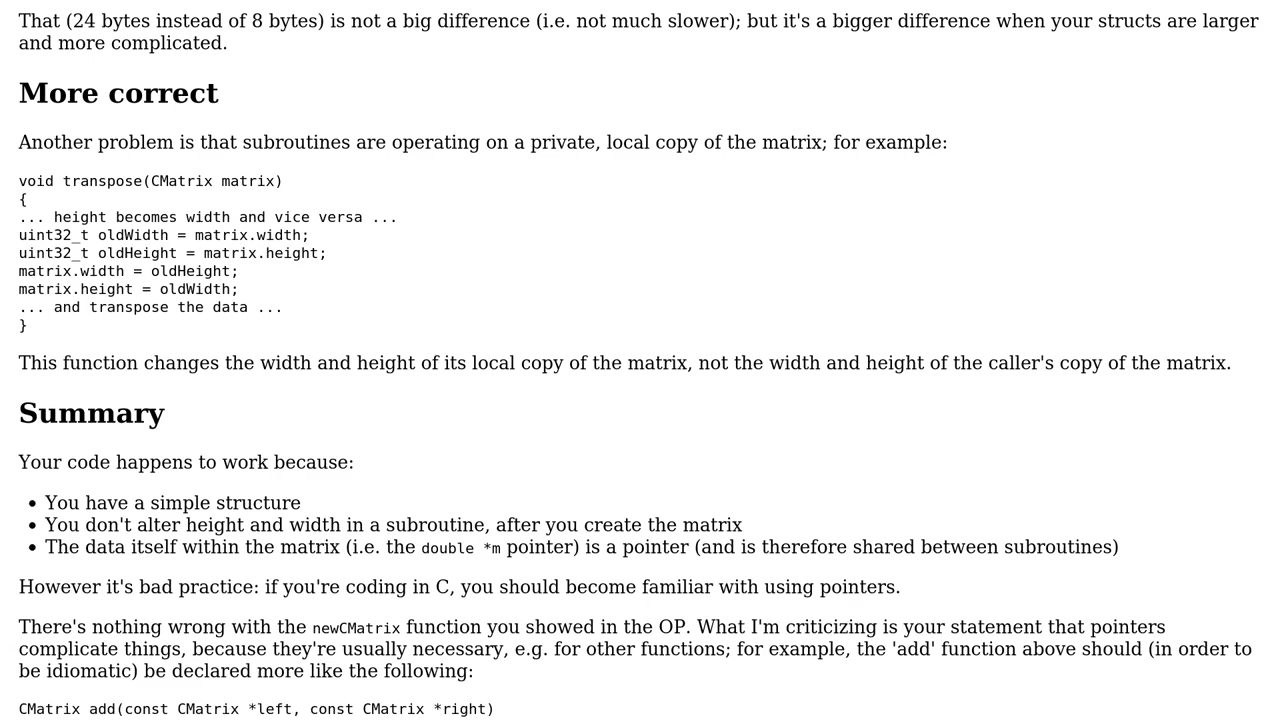 That (24 bytes instead of 8 bytes) is not a big difference (i.e. not much slower); but it's a bigger difference when your structs are larger
and more complicated.
More correct
Another problem is that subroutines are operating on a private, local copy of the matrix; for example:
void transpose(CMatrix matrix)
{
... height becomes width and vice versa ...
uint32_t oldWidth = matrix.width;
uint32_t oldHeight = matrix.height;
matrix.width = oldHeight;
matrix.height = oldWidth;
... and transpose the data ...
}
This function changes the width and height of its local copy of the matrix, not the width and height of the caller's copy of the matrix.
Summary
Your code happens to work because:
• You have a simple structure
• You don't alter height and width in a subroutine, after you create the matrix
• The data itself within the matrix (i.e. the double *m pointer) is a pointer (and is therefore shared between subroutines)
However it's bad practice: if you're coding in C, you should become familiar with using pointers.
There's nothing wrong with the newCMatrix function you showed in the OP. What I'm criticizing is your statement that pointers
complicate things, because they're usually necessary, e.g. for other functions; for example, the 'add' function above should (in order to
be idiomatic) be declared more like the following:
CMatrix add(const CMatrix *left, const CMatrix *right)